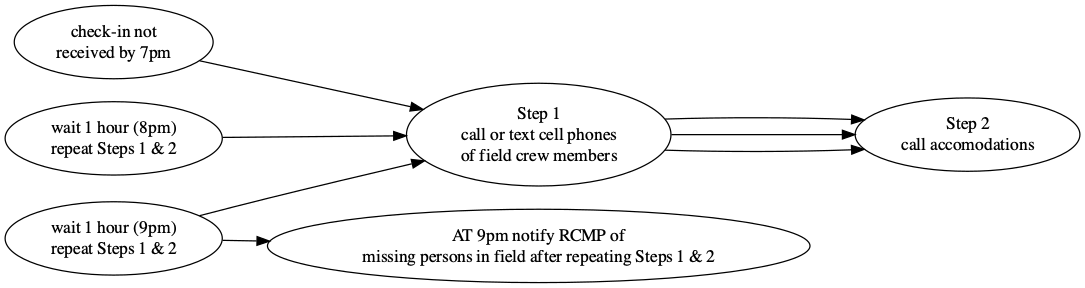 check-in not
received by 7pm
wait 1 hour (8pm)
repeat Steps 1 & 2
wait 1 hour (9pm)
repeat Steps 1 & 2
Step 1
call or text cell phones
of field crew members
AT 9pm notify RCMP of
missing persons in field after repeating Steps 1 & 2
Step 2
call accomodations